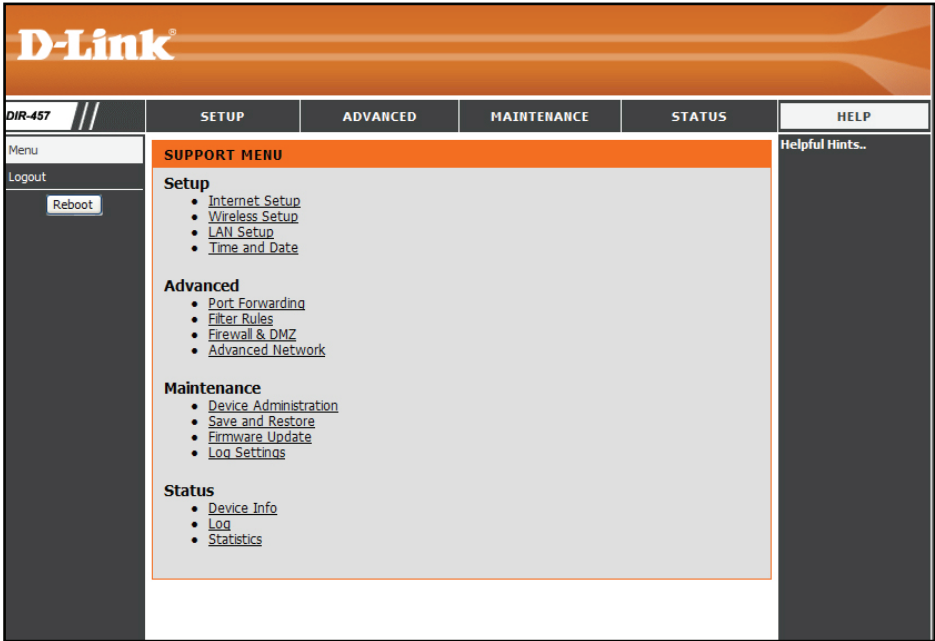 D-Link®
DIR-457
SETUP
ADVANCED
MAINTENANCE
STATUS
HELP
Menu
Logout
Reboot
SUPPORT MENU
Setup
• Internet Setup
• Wireless Setup
• LAN Setup
• Time and Date
Advanced
• Port Forwarding
• Filter Rules
• Firewall & DMZ
• Advanced Network
Maintenance
• Device Administration
• Save and Restore
• Firmware Update
• Log Settings
Status
• Device Info
• Log
• Statistics
Helpful Hints..